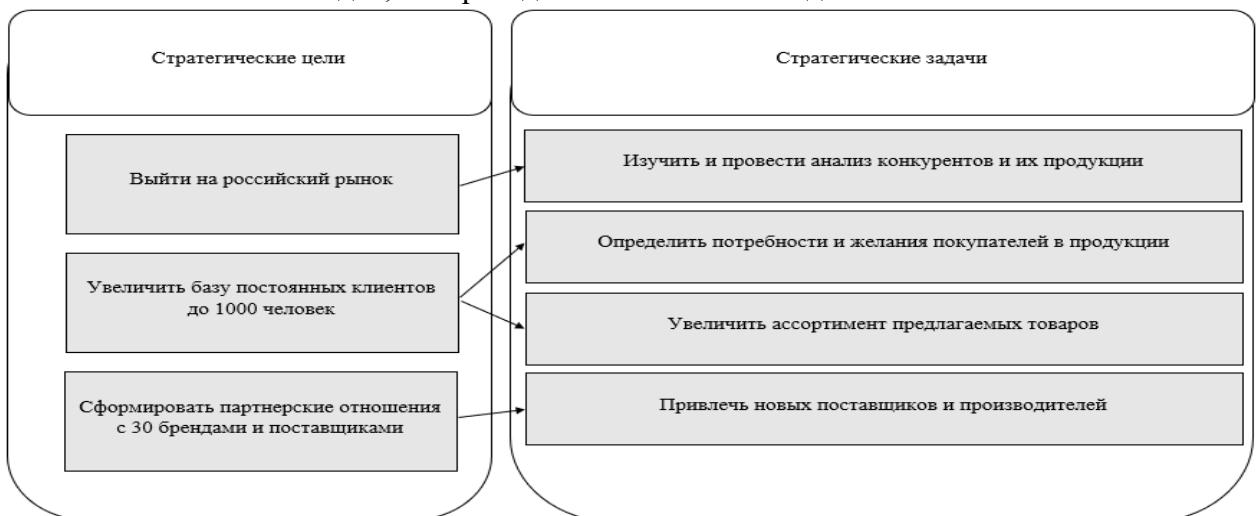 Стратегические цели
Стратегические задачи
Выйти на российский рынок
Изучить и провести анализ конкурентов и их продукции
Определить потребности и желания покупателей в продукции
Увеличить базу постоянных клиентов
до 1000 человек
Увеличить ассортимент предлагаемых товаров
Сформировать партнерские отношения
с 30 брендами и поставщиками
Привлечь новых поставщиков и производителей